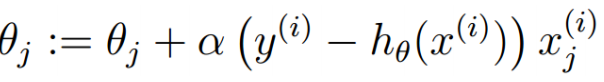 θ_j := θ_j + α (y^{(i)} − h_θ(x^{(i)})) x_j^{(i)}